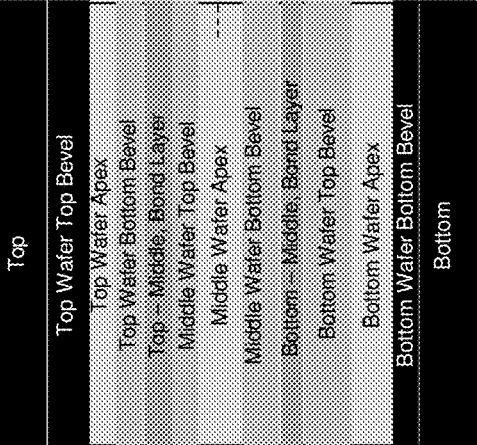 Top
Top Wafer Top Bevel
Top Wafer Apex
Top Wafer Bottom Bevel
Top – Middle, Bond Layer
Middle Wafer Top Bevel
Middle Wafer Apex
Middle Wafer Bottom Bevel
Bottom – Middle, Bond Layer
Bottom Wafer Top Bevel
Bottom Wafer Apex
Bottom Wafer Bottom Bevel
Bottom